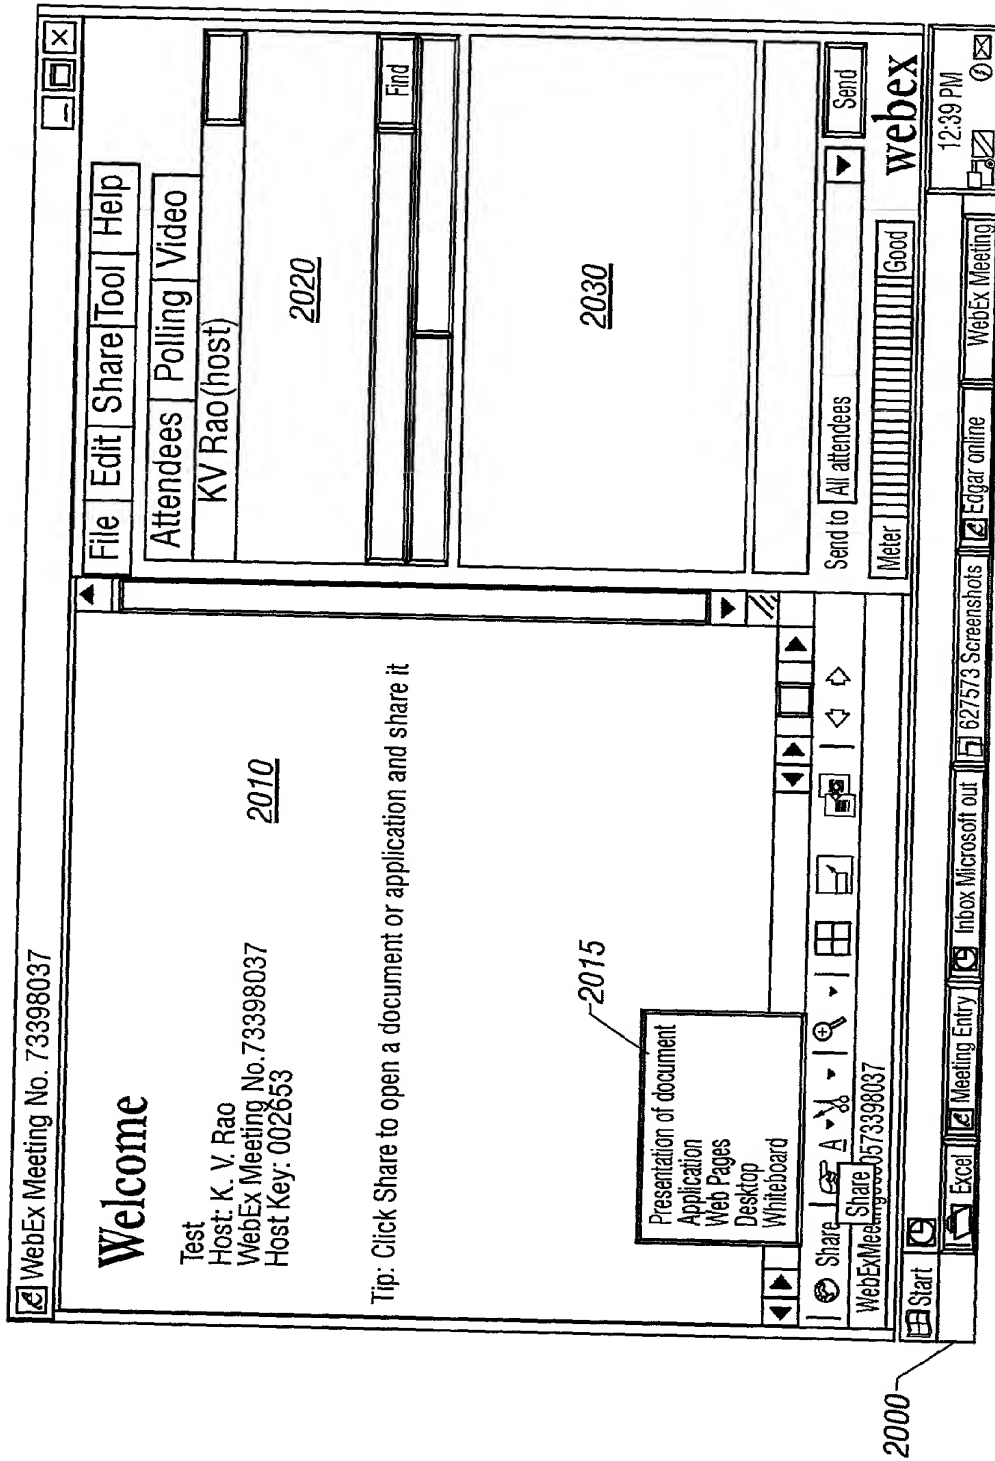 WebEx Meeting No. 73398037
File Edit Share Tool Help
Welcome
Test
Host: K. V. Rao
WebEx Meeting No.73398037
Host Key: 002653
2010
Tip: Click Share to open a document or application and share it
Attendees Polling Video
KV Rao(host)
2020
Find
2030
2015
Presentation of document
Application
Web Pages
Desktop
Whiteboard
Share
A
Share
0573398037
Send to All attendees
Send
Meter Good
webex
Start
Excel Meeting Entry Inbox Microsoft out 627573 Screenshots Edgar online WebEx Meeting
12:39 PM
2000